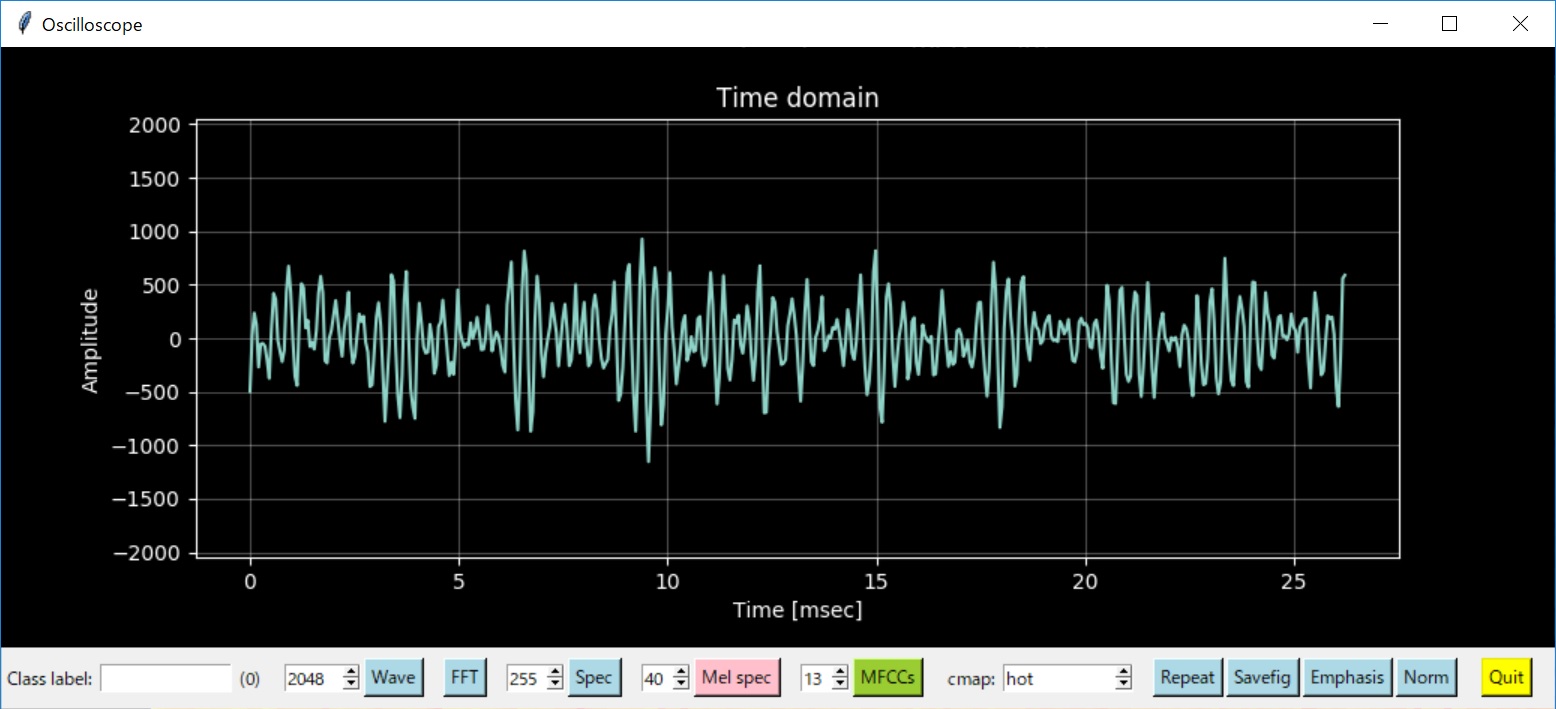 Oscilloscope
Time domain
2000
1500
1000
500
0
−500
−1000
−1500
−2000
Amplitude
0 5 10 15 20 25
Time [msec]
Class label: (0) 2048 Wave FFT 255 Spec 40 Mel spec 13 MFCCs cmap: hot Repeat Savefig Emphasis Norm Quit